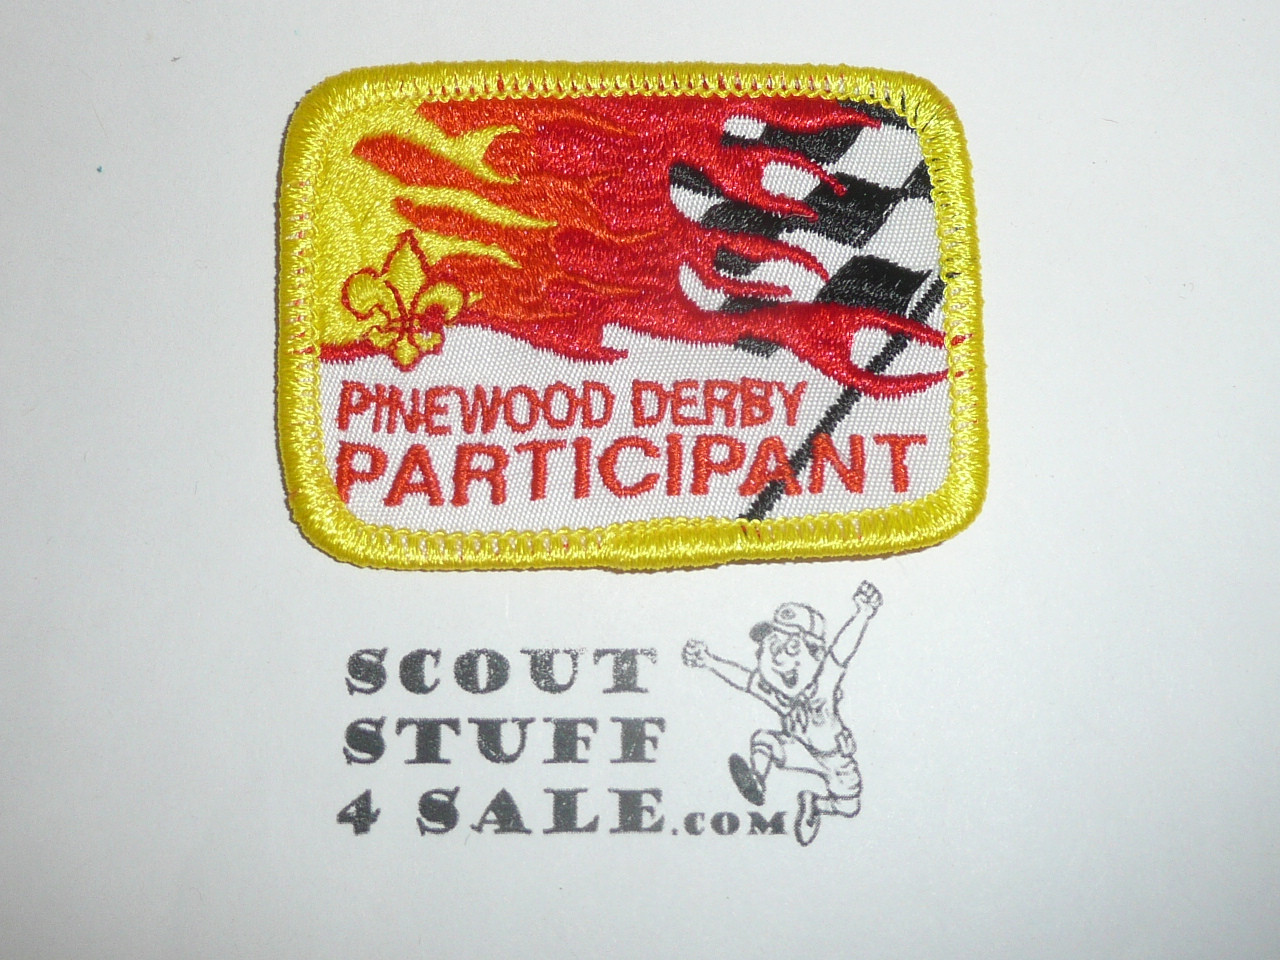 PINEWOOD DERBY
PARTICIPANT
SCOUT
STUFF
4 SALE.COM